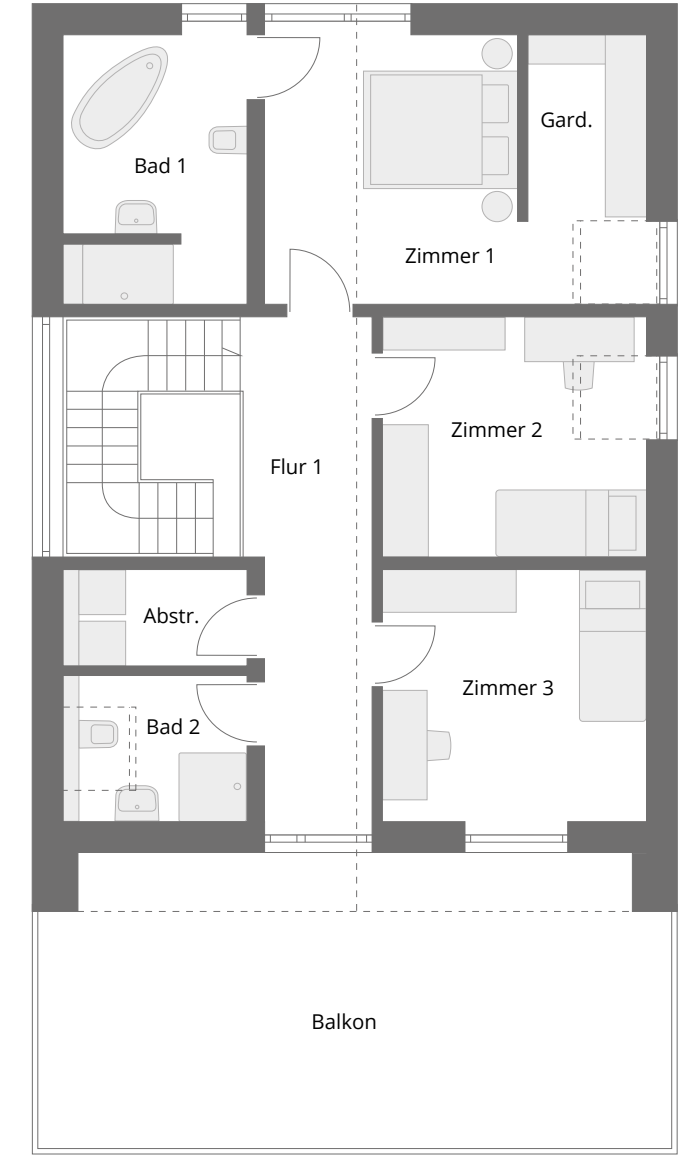 Gard.
Bad 1
Zimmer 1
Zimmer 2
Flur 1
Abstr.
Zimmer 3
Bad 2
Balkon